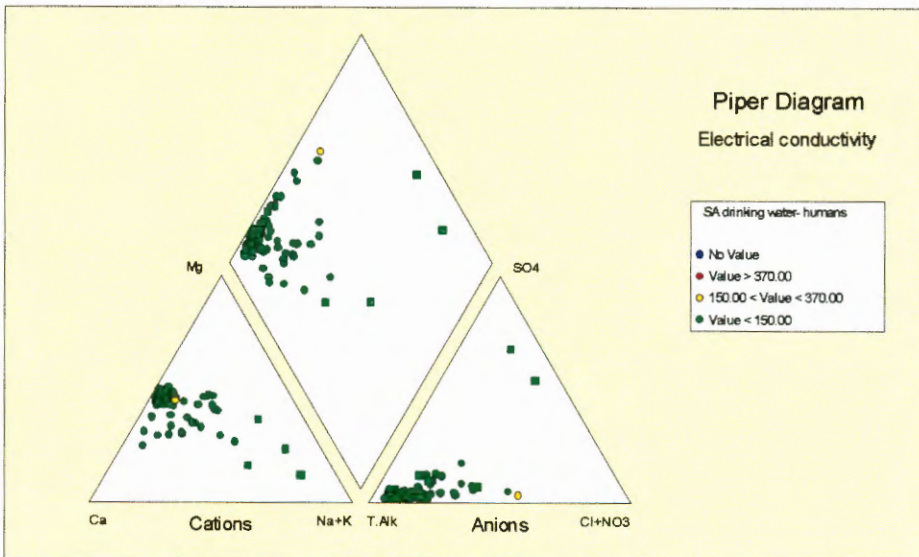 Piper Diagram
Electrical conductivity
SA drinking water- humans
No Value
Value > 370.00
150.00 < Value < 370.00
Value < 150.00
Mg
SO4
Ca
Cations
Na+K
T.Alk
Anions
Cl+NO3